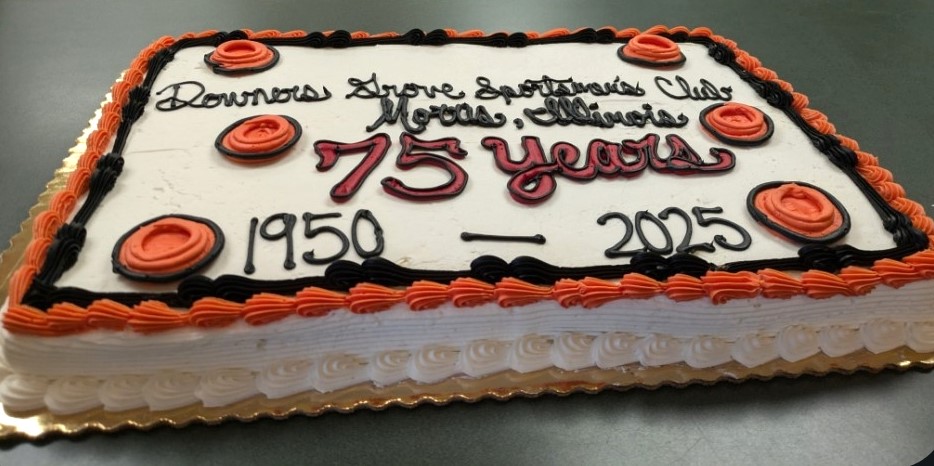 Downers Grove Sportsman's Club
Morris, Illinois
75 Years
1950 — 2025